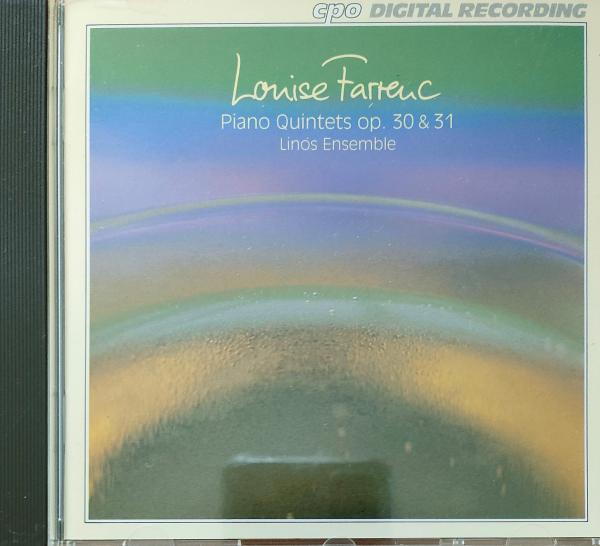 cpo DIGITAL RECORDING
Louise Farrenc
Piano Quintets op. 30 & 31
Linos Ensemble